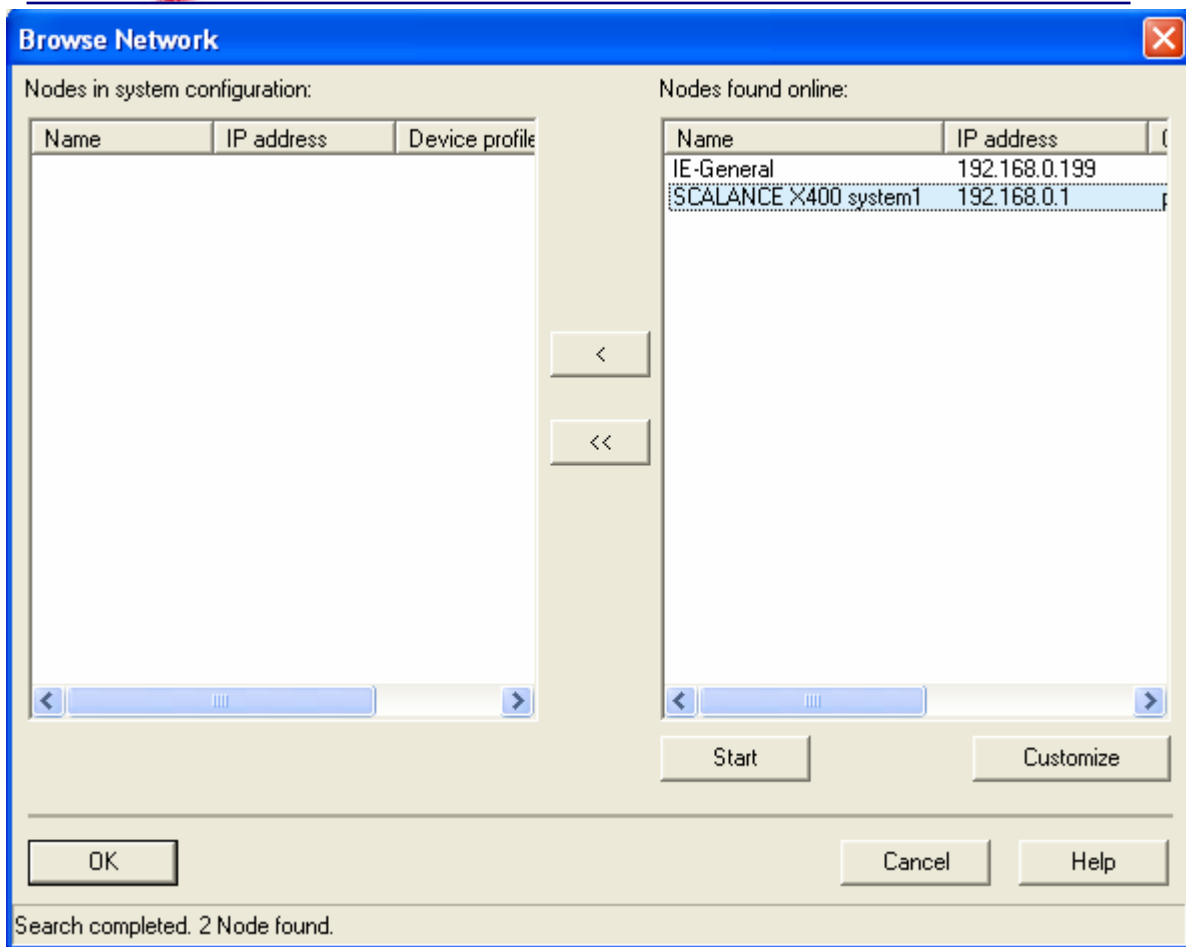 Browse Network
Nodes in system configuration:
Nodes found online:
Name IP address Device profile
Name IP address
IE-General 192.168.0.199
SCALANCE X400 system1 192.168.0.1
<
<<
Start Customize
OK Cancel Help
Search completed. 2 Node found.